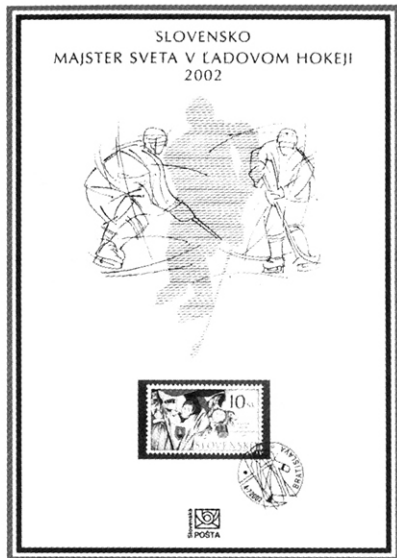 SLOVENSKO
MAJSTER SVETA V ĽADOVOM HOKEJI
2002
10 Sk
SLOVENSKO
BRATISLAVA
Slovenská
POŠTA